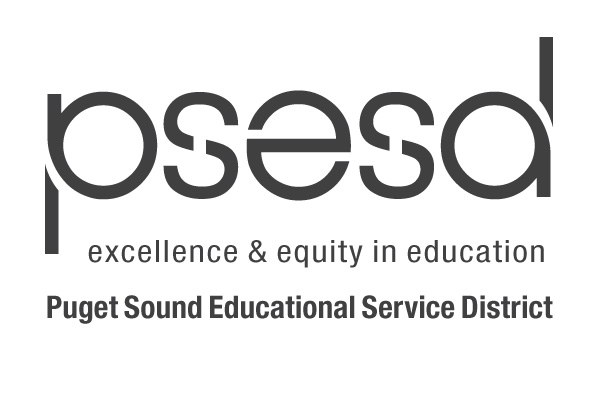 psesd
excellence & equity in education
Puget Sound Educational Service District